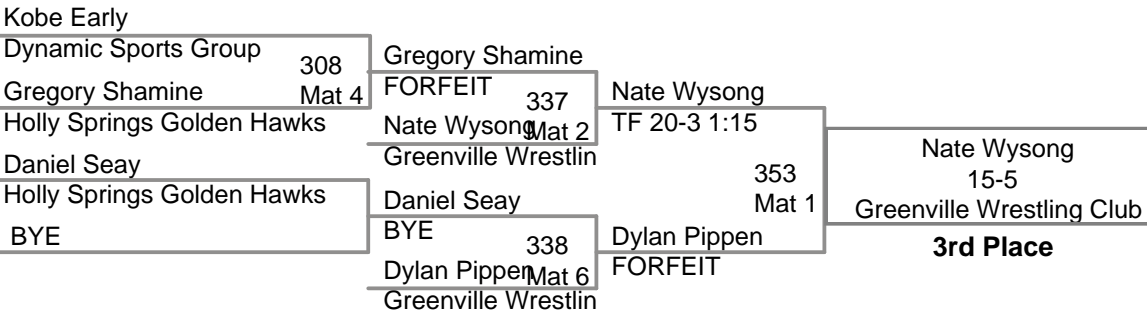 Kobe Early
Dynamic Sports Group
308
Mat 4
Gregory Shamine
Holly Springs Golden Hawks
Daniel Seay
Holly Springs Golden Hawks
BYE
Gregory Shamine
FORFEIT
337
Mat 2
Nate Wysong
Greenville Wrestlin
Daniel Seay
BYE
338
Mat 6
Dylan Pippen
Greenville Wrestlin
Nate Wysong
TF 20-3 1:15
353
Mat 1
Dylan Pippen
FORFEIT
Nate Wysong
15-5
Greenville Wrestling Club
3rd Place